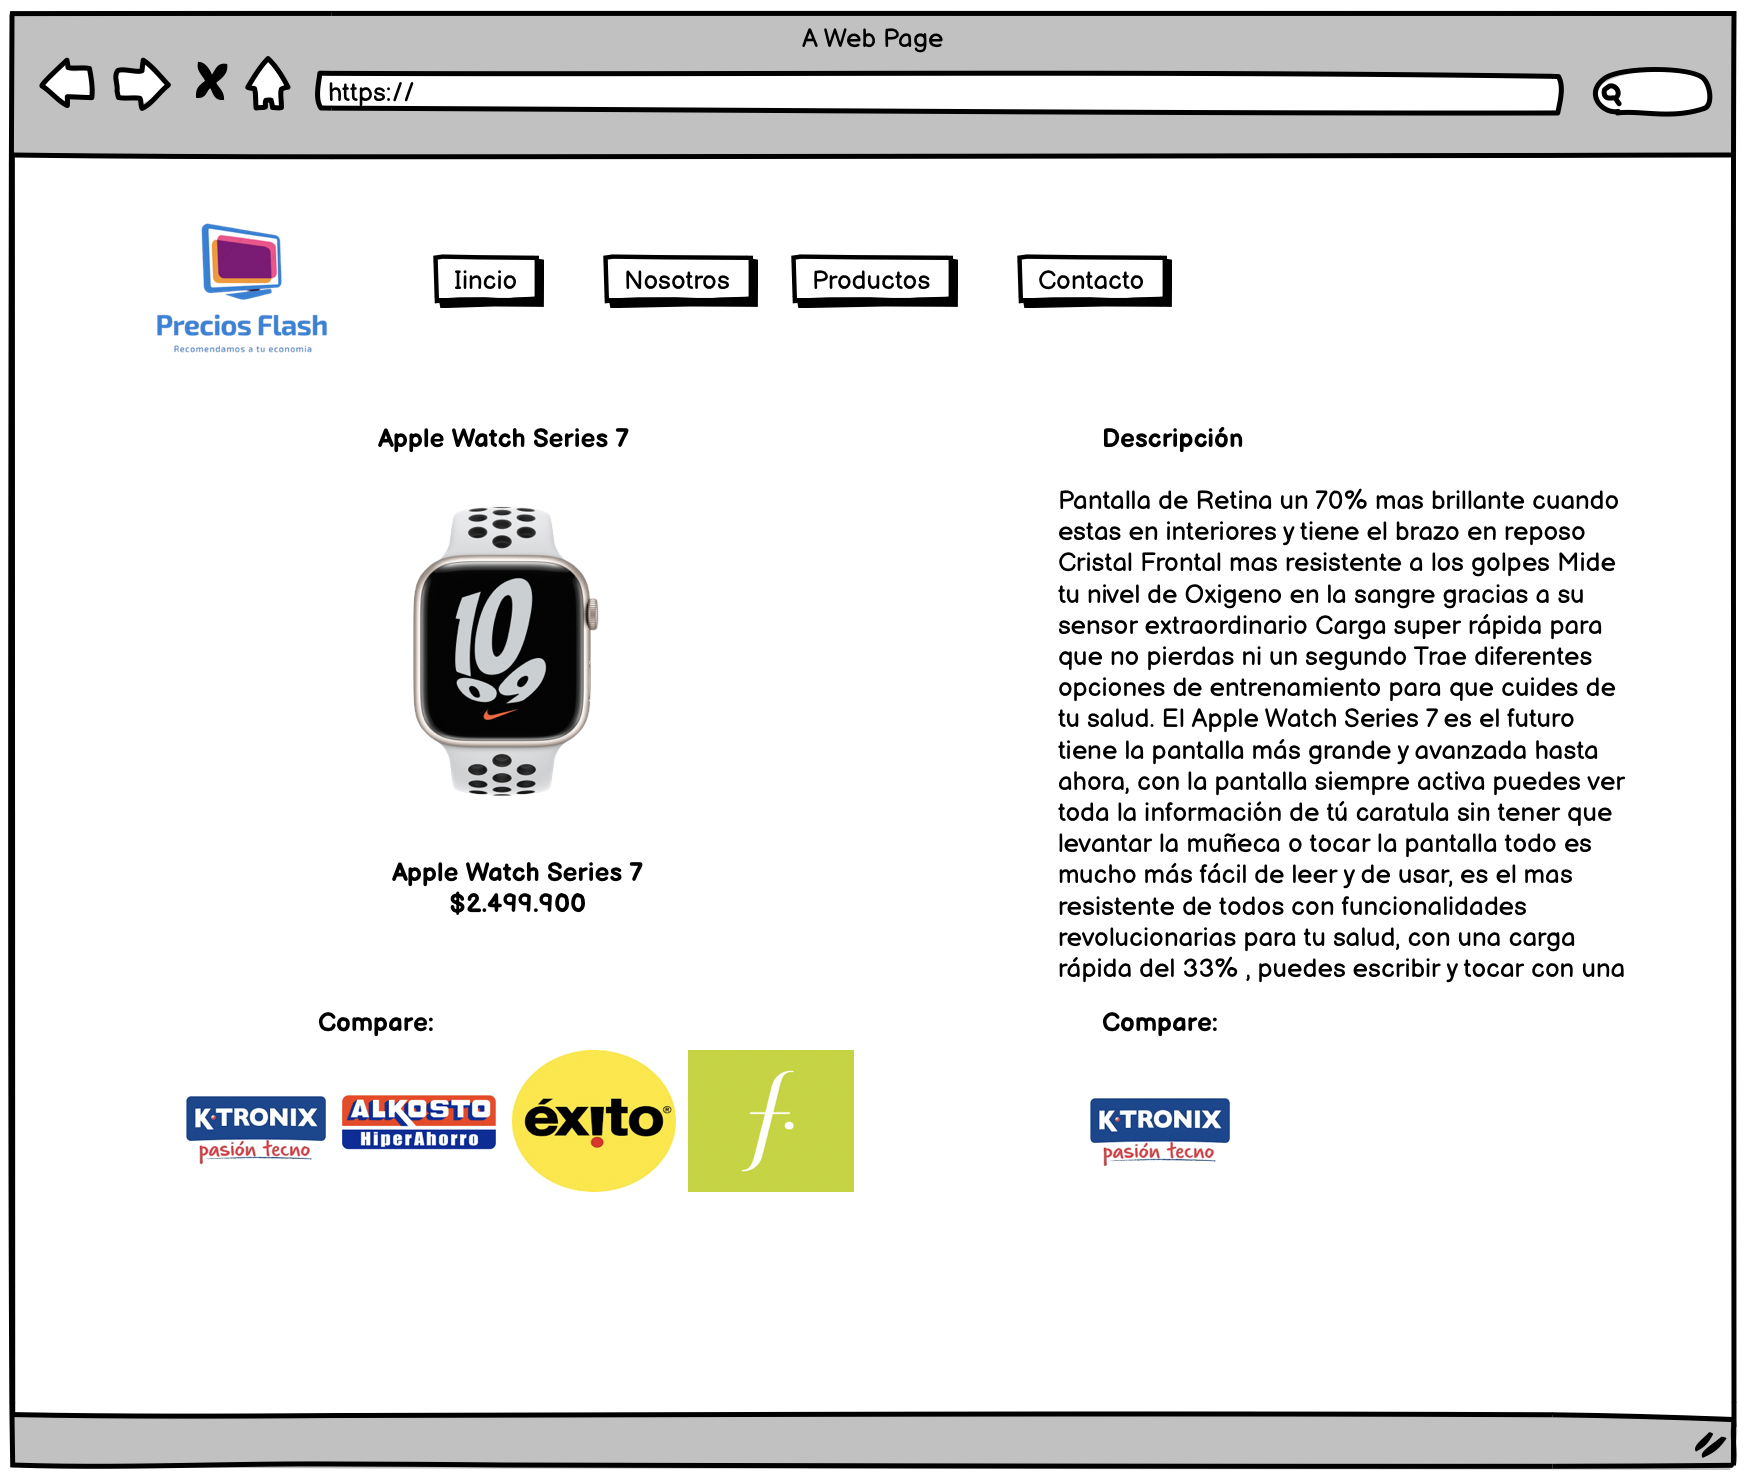 A Web Page
https://
Precios Flash
Recomendamos a tu economia
Iincio
Nosotros
Productos
Contacto
Apple Watch Series 7
10
09
Apple Watch Series 7
$2.499.900
Descripción
Pantalla de Retina un 70% mas brillante cuando
estas en interiores y tiene el brazo en reposo
Cristal Frontal mas resistente a los golpes Mide
tu nivel de Oxigeno en la sangre gracias a su
sensor extraordinario Carga super rápida para
que no pierdas ni un segundo Trae diferentes
opciones de entrenamiento para que cuides de
tu salud. El Apple Watch Series 7 es el futuro
tiene la pantalla más grande y avanzada hasta
ahora, con la pantalla siempre activa puedes ver
toda la información de tú caratula sin tener que
levantar la muñeca o tocar la pantalla todo es
mucho más fácil de leer y de usar, es el mas
resistente de todos con funcionalidades
revolucionarias para tu salud, con una carga
rápida del 33% , puedes escribir y tocar con una
Compare:
K·TRONIX
pasión tecno
ALKOSTO
HiperAhorro
éxito®
f.
Compare:
K·TRONIX
pasión tecno